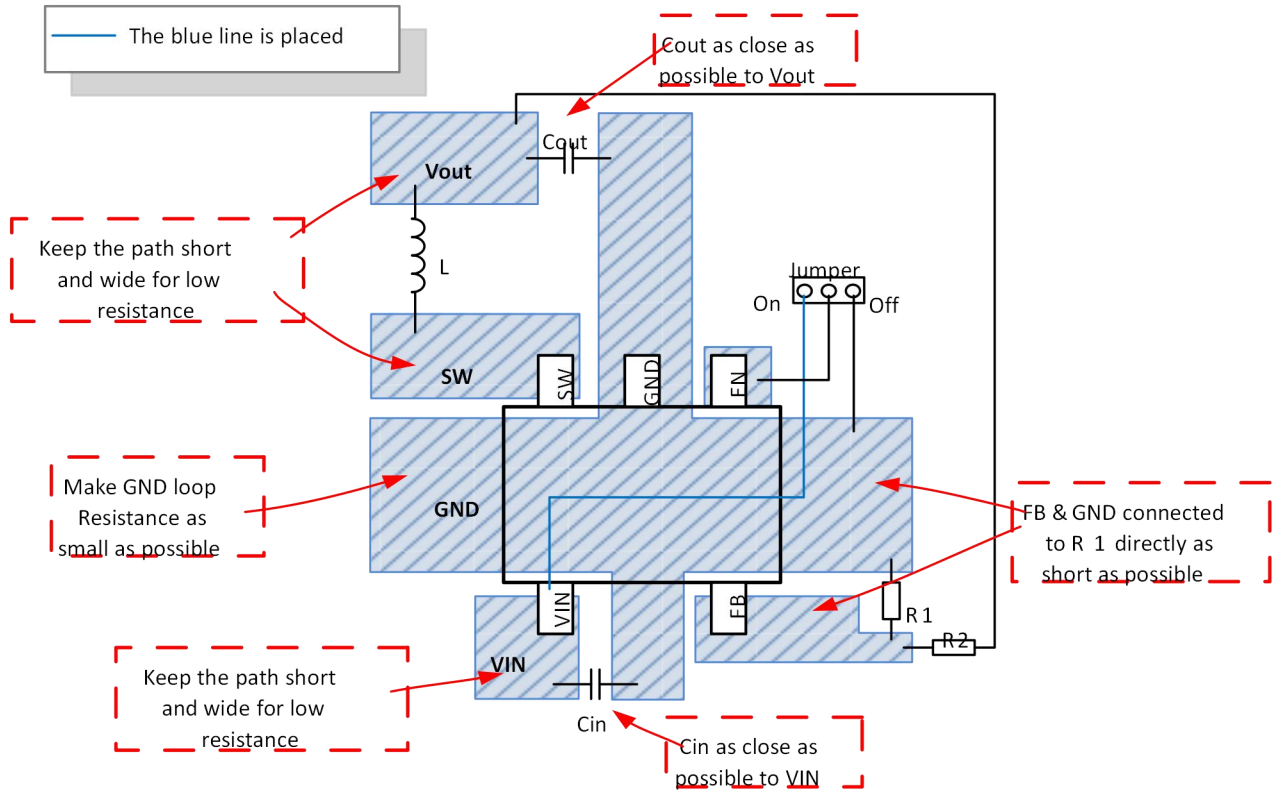 The blue line is placed
Cout as close as
possible to Vout
Cout
Vout
Keep the path short
and wide for low
resistance
L
Jumper
On
Off
SW
SW
GND
EN
Make GND loop
Resistance as
small as possible
GND
FB & GND connected
to R 1 directly as
short as possible
VIN
FB
R1
R2
VIN
Keep the path short
and wide for low
resistance
Cin
Cin as close as
possible to VIN